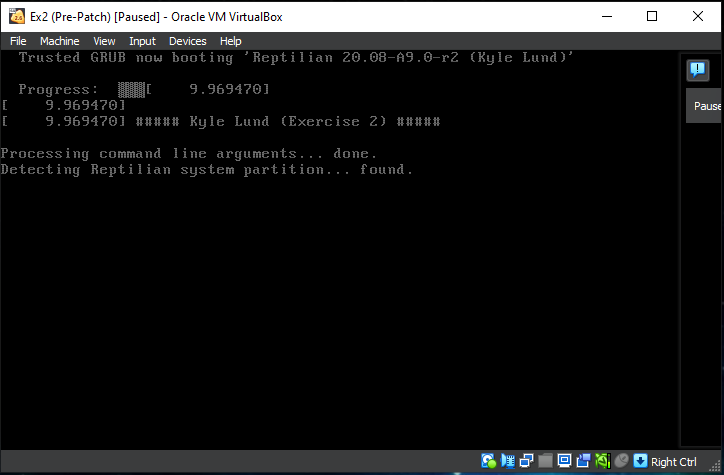 Ex2 (Pre-Patch) [Paused] - Oracle VM VirtualBox
File Machine View Input Devices Help
Trusted GRUB now booting 'Reptilian 20.08-A9.0-r2 (Kyle Lund)'
Progress: ▒▒▒[    9.969470]
[    9.969470]
[    9.969470] ##### Kyle Lund (Exercise 2) #####
Processing command line arguments... done.
Detecting Reptilian system partition... found.
Pause
Right Ctrl